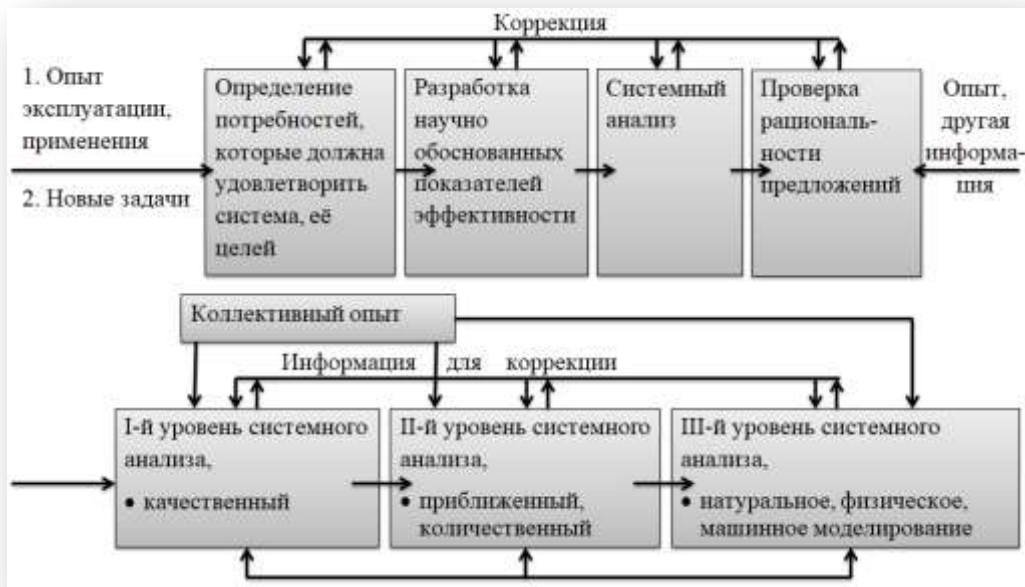 Коррекция
1. Опыт
эксплуатации,
применения
2. Новые задачи
Определение
потребностей,
которые должна
удовлетворить
система, её
целей
Разработка
научно
обоснованных
показателей
эффективности
Системный
анализ
Проверка
рациональ-
ности
предложений
Опыт,
другая
информа-
ция
Коллективный опыт
Информация для коррекции
I-й уровень системного
анализа,
• качественный
II-й уровень системного
анализа,
• приближенный,
количественный
III-й уровень системного
анализа,
• натуральное, физическое,
машинное моделирование